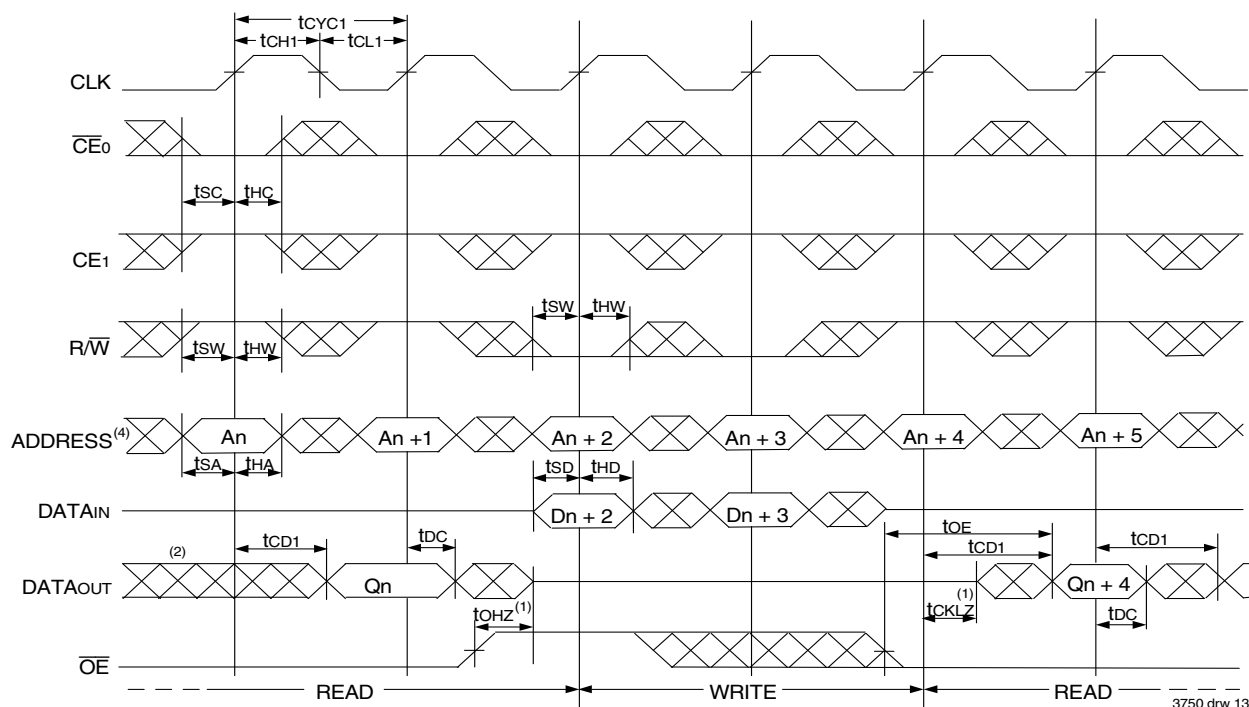 tCYC1
tCH1 tCL1
CLK
CE0
tSC tHC
CE1
tSW tHW
R/W
tSW tHW
ADDRESS(4) An An +1 An + 2 An + 3 An + 4 An + 5
tSA tHA
tSD tHD
DATAIN Dn + 2 Dn + 3
tOE
(2) tCD1 tDC tCD1 tCD1
DATAOUT Qn Qn + 4
tOHZ(1) tCKLZ(1) tDC
OE
READ WRITE READ
3750 drw 13